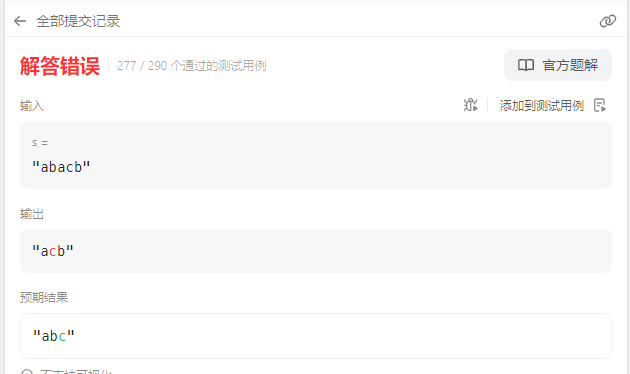 全部提交记录
解答错误 277 / 290 个通过的测试用例 官方题解
输入 添加到测试用例
s =
"abacb"
输出
"acb"
预期结果
"abc"